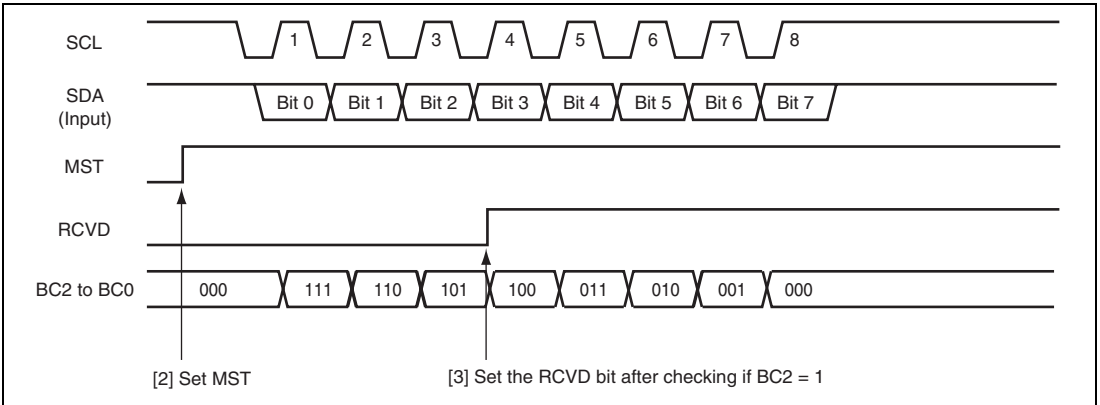 SCL 1 2 3 4 5 6 7 8
SDA
(Input)
Bit 0 Bit 1 Bit 2 Bit 3 Bit 4 Bit 5 Bit 6 Bit 7
MST
RCVD
BC2 to BC0 000 111 110 101 100 011 010 001 000
[2] Set MST [3] Set the RCVD bit after checking if BC2 = 1